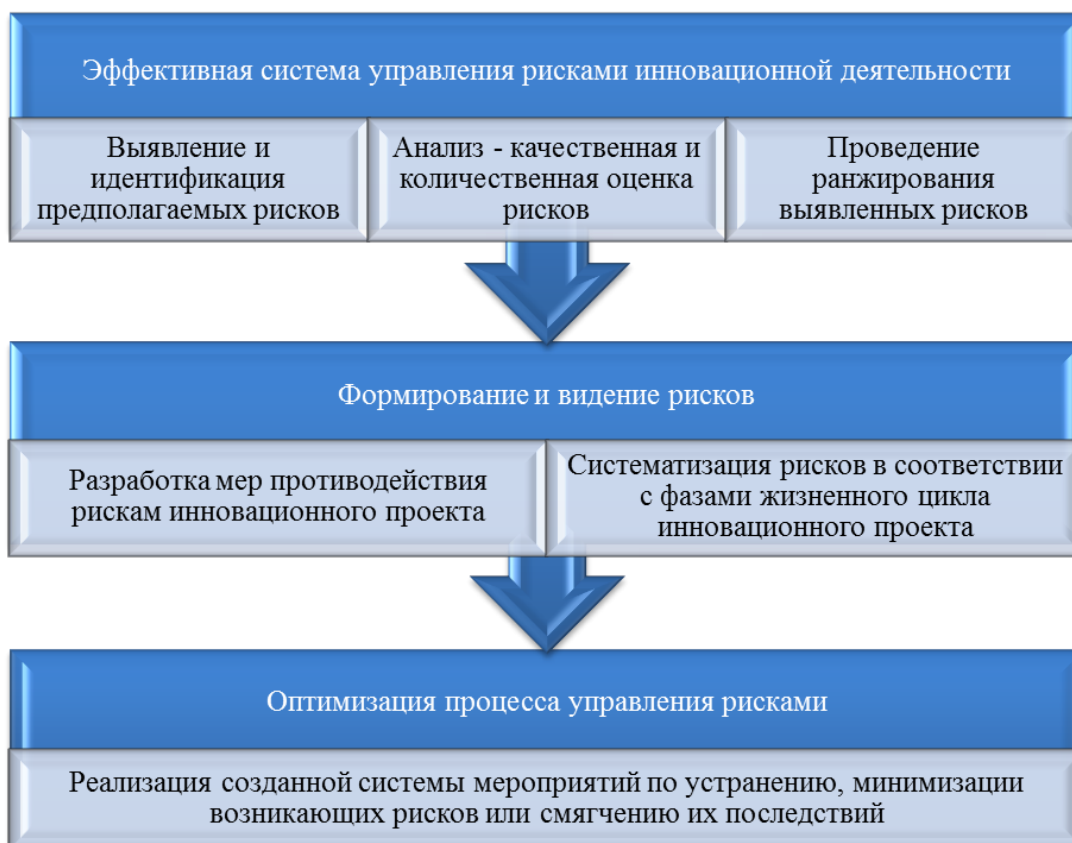 Эффективная система управления рисками инновационной деятельности
Выявление и
идентификация
предполагаемых рисков
Анализ - качественная и
количественная оценка
рисков
Проведение
ранжирования
выявленных рисков
Формирование и видение рисков
Разработка мер противодействия
рискам инновационного проекта
Систематизация рисков в соответствии
с фазами жизненного цикла
инновационного проекта
Оптимизация процесса управления рисками
Реализация созданной системы мероприятий по устранению, минимизации
возникающих рисков или смягчению их последствий